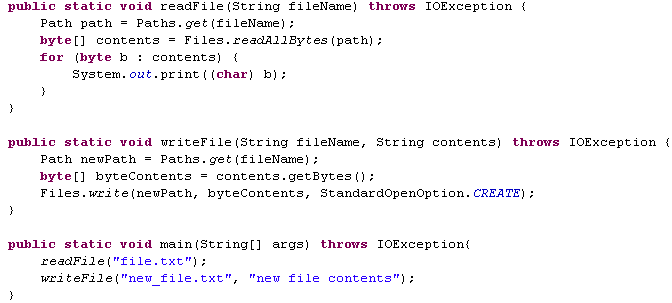 public static void readFile(String fileName) throws IOException {
    Path path = Paths.get(fileName);
    byte[] contents = Files.readAllBytes(path);
    for (byte b : contents) {
        System.out.print((char) b);
    }
}

public static void writeFile(String fileName, String contents) throws IOException {
    Path newPath = Paths.get(fileName);
    byte[] byteContents = contents.getBytes();
    Files.write(newPath, byteContents, StandardOpenOption.CREATE);
}

public static void main(String[] args) throws IOException{
    readFile("file.txt");
    writeFile("new_file.txt", "new file contents");
}